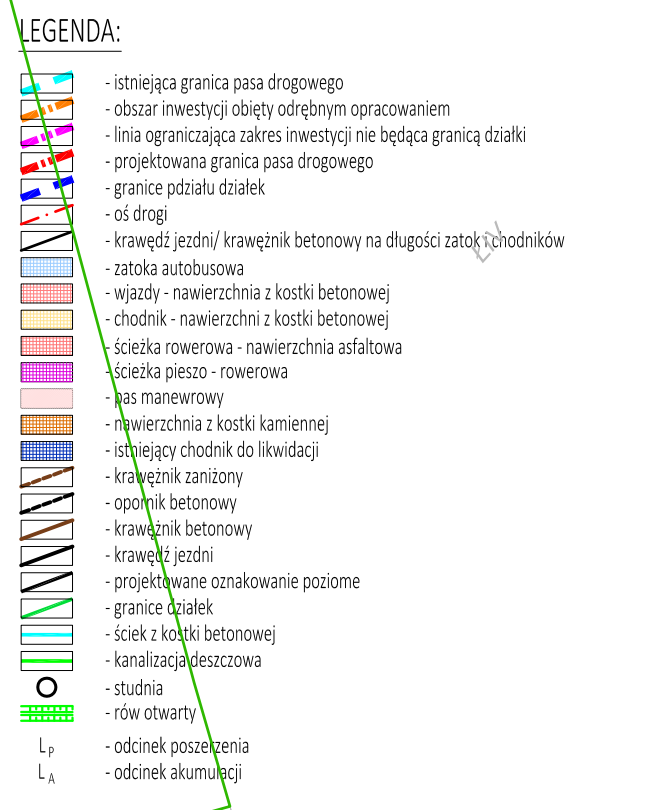 LEGENDA:
- istniejąca granica pasa drogowego
- obszar inwestycji objęty odrębnym opracowaniem
- linia ograniczająca zakres inwestycji nie będąca granicą działki
- projektowana granica pasa drogowego
- granice pdziału działek
- oś drogi
- krawędź jezdni/ krawężnik betonowy na długości zatok i chodników
ŁIV
- zatoka autobusowa
- wjazdy - nawierzchnia z kostki betonowej
- chodnik - nawierzchni z kostki betonowej
- ścieżka rowerowa - nawierzchnia asfaltowa
- ścieżka pieszo - rowerowa
- pas manewrowy
- nawierzchnia z kostki kamiennej
- istniejący chodnik do likwidacji
- krawężnik zaniżony
- opornik betonowy
- krawężnik betonowy
- krawędź jezdni
- projektowane oznakowanie poziome
- granice działek
- ściek z kostki betonowej
- kanalizacja deszczowa
- studnia
- rów otwarty
LP - odcinek poszerzenia
LA - odcinek akumulacji